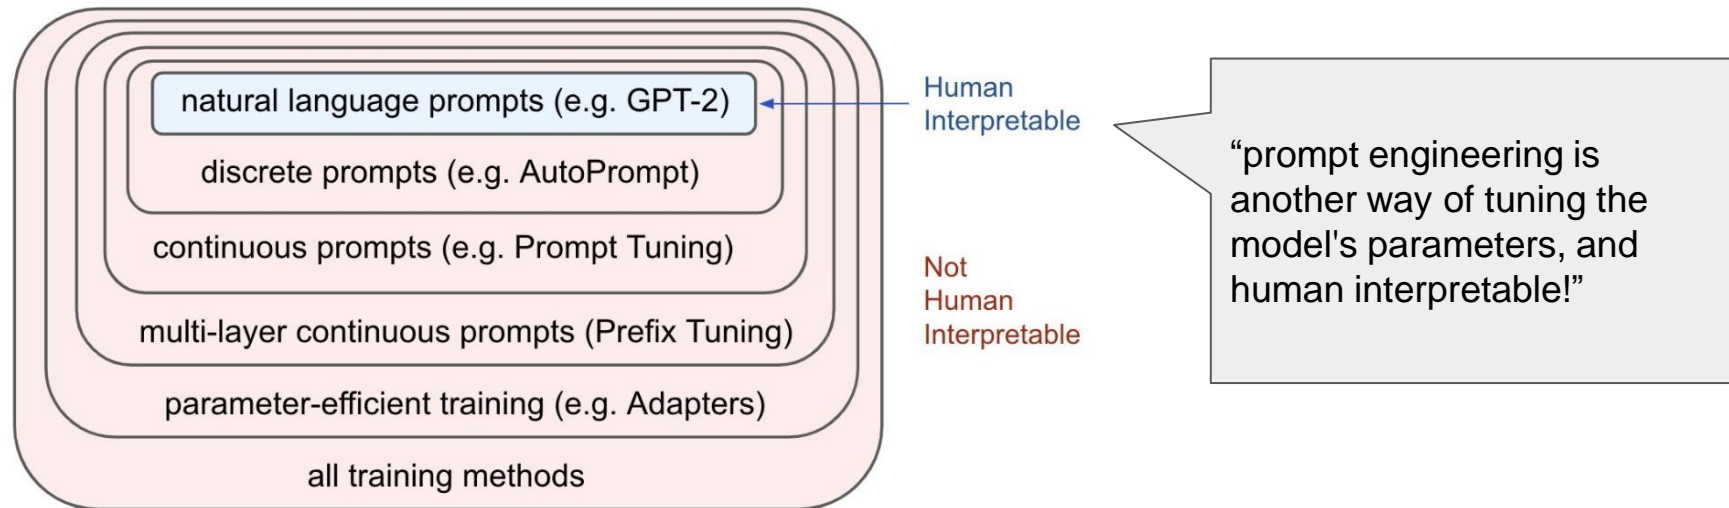 natural language prompts (e.g. GPT-2)
discrete prompts (e.g. AutoPrompt)
continuous prompts (e.g. Prompt Tuning)
multi-layer continuous prompts (Prefix Tuning)
parameter-efficient training (e.g. Adapters)
all training methods
Human
Interpretable
Not
Human
Interpretable
“prompt engineering is
another way of tuning the
model's parameters, and
human interpretable!”